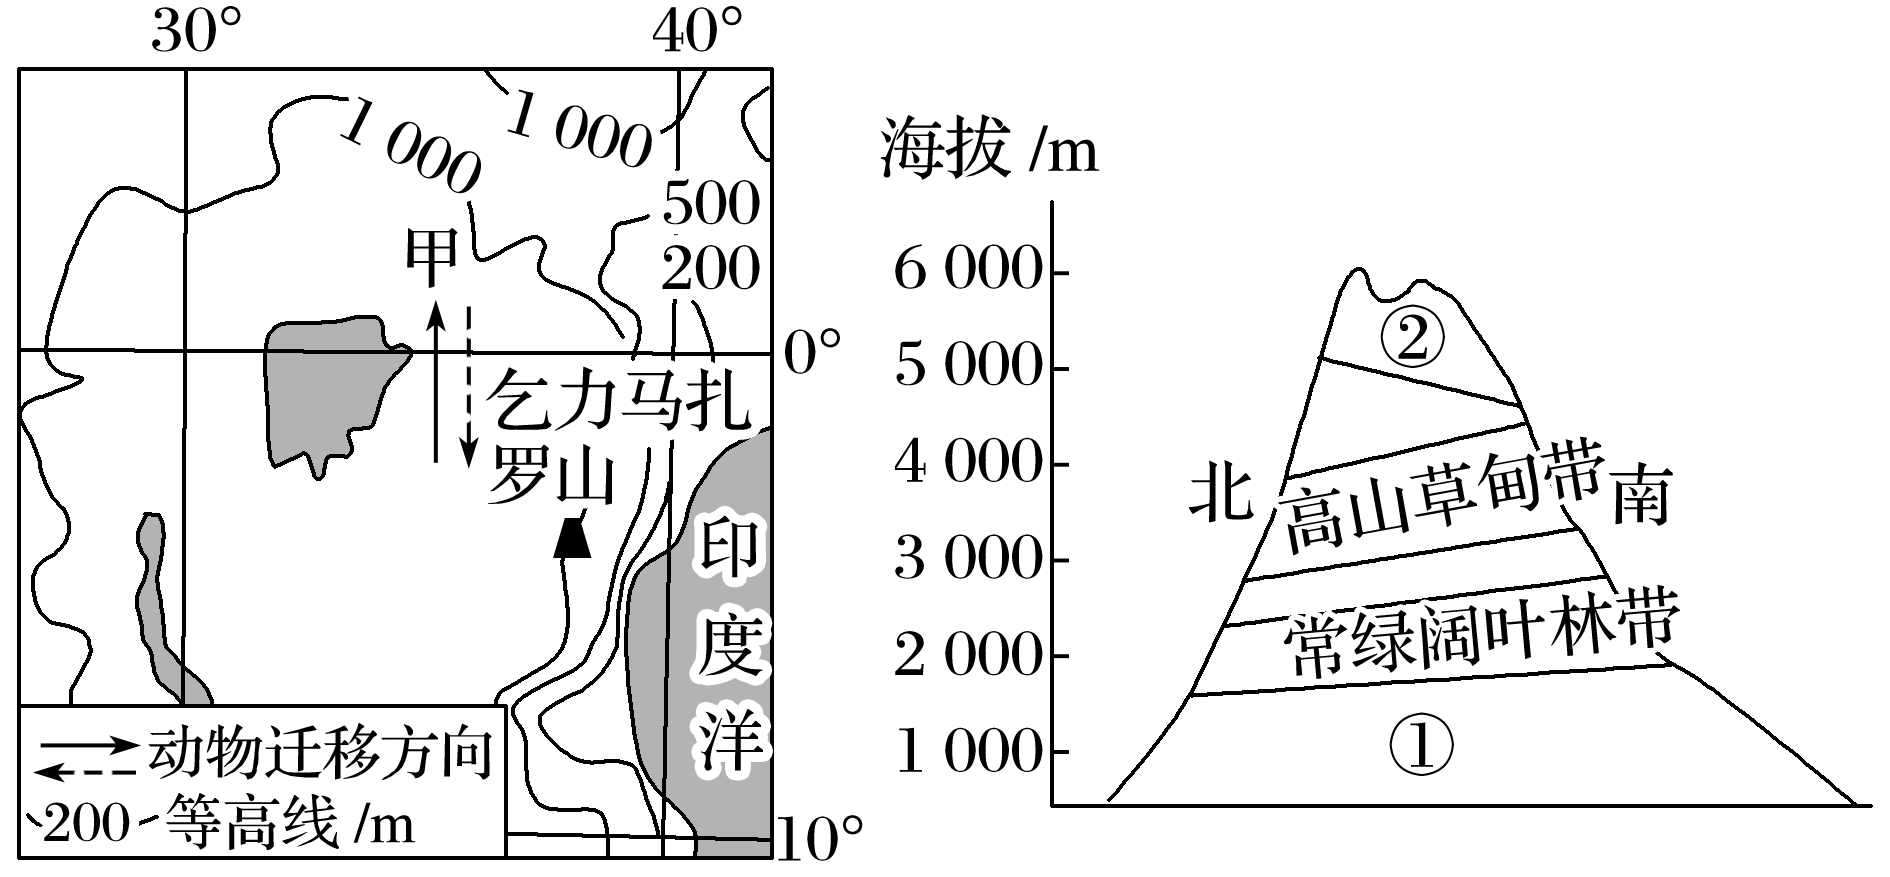 30° 40°
1 000
1 000
500
200
甲
0°
乞力马扎
罗山
印
度
洋
动物迁移方向
200 等高线/m
10°
海拔/m
6 000
5 000
4 000
3 000
2 000
1 000
②
北 高山草甸带 南
常绿阔叶林带
①